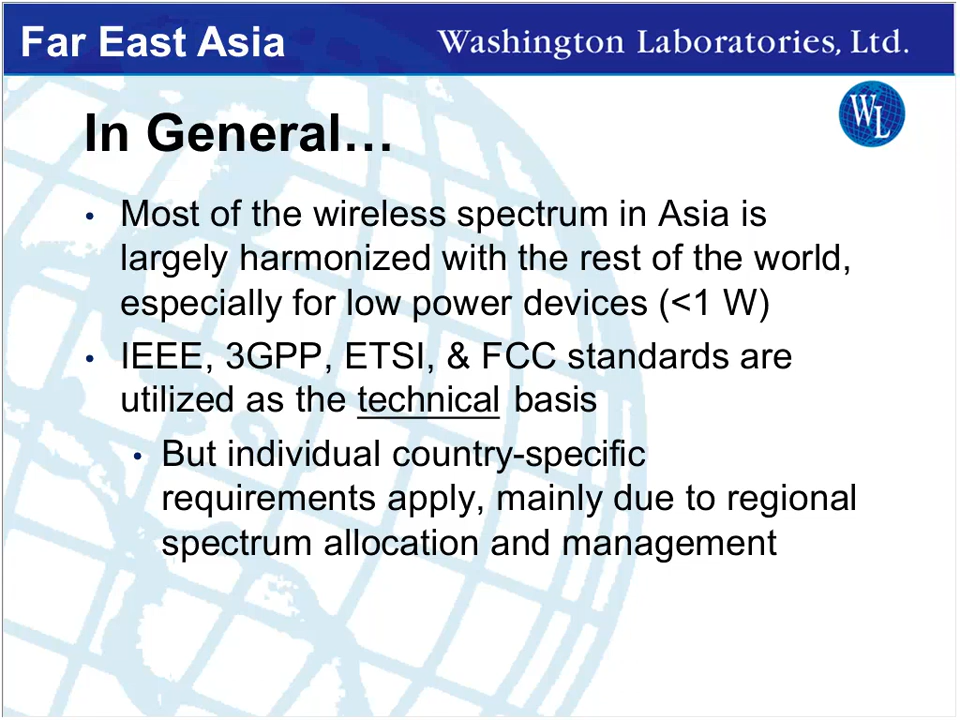 Far East Asia
Washington Laboratories, Ltd.
WL
In General…
• Most of the wireless spectrum in Asia is
largely harmonized with the rest of the world,
especially for low power devices (<1 W)
• IEEE, 3GPP, ETSI, & FCC standards are
utilized as the technical basis
• But individual country-specific
requirements apply, mainly due to regional
spectrum allocation and management